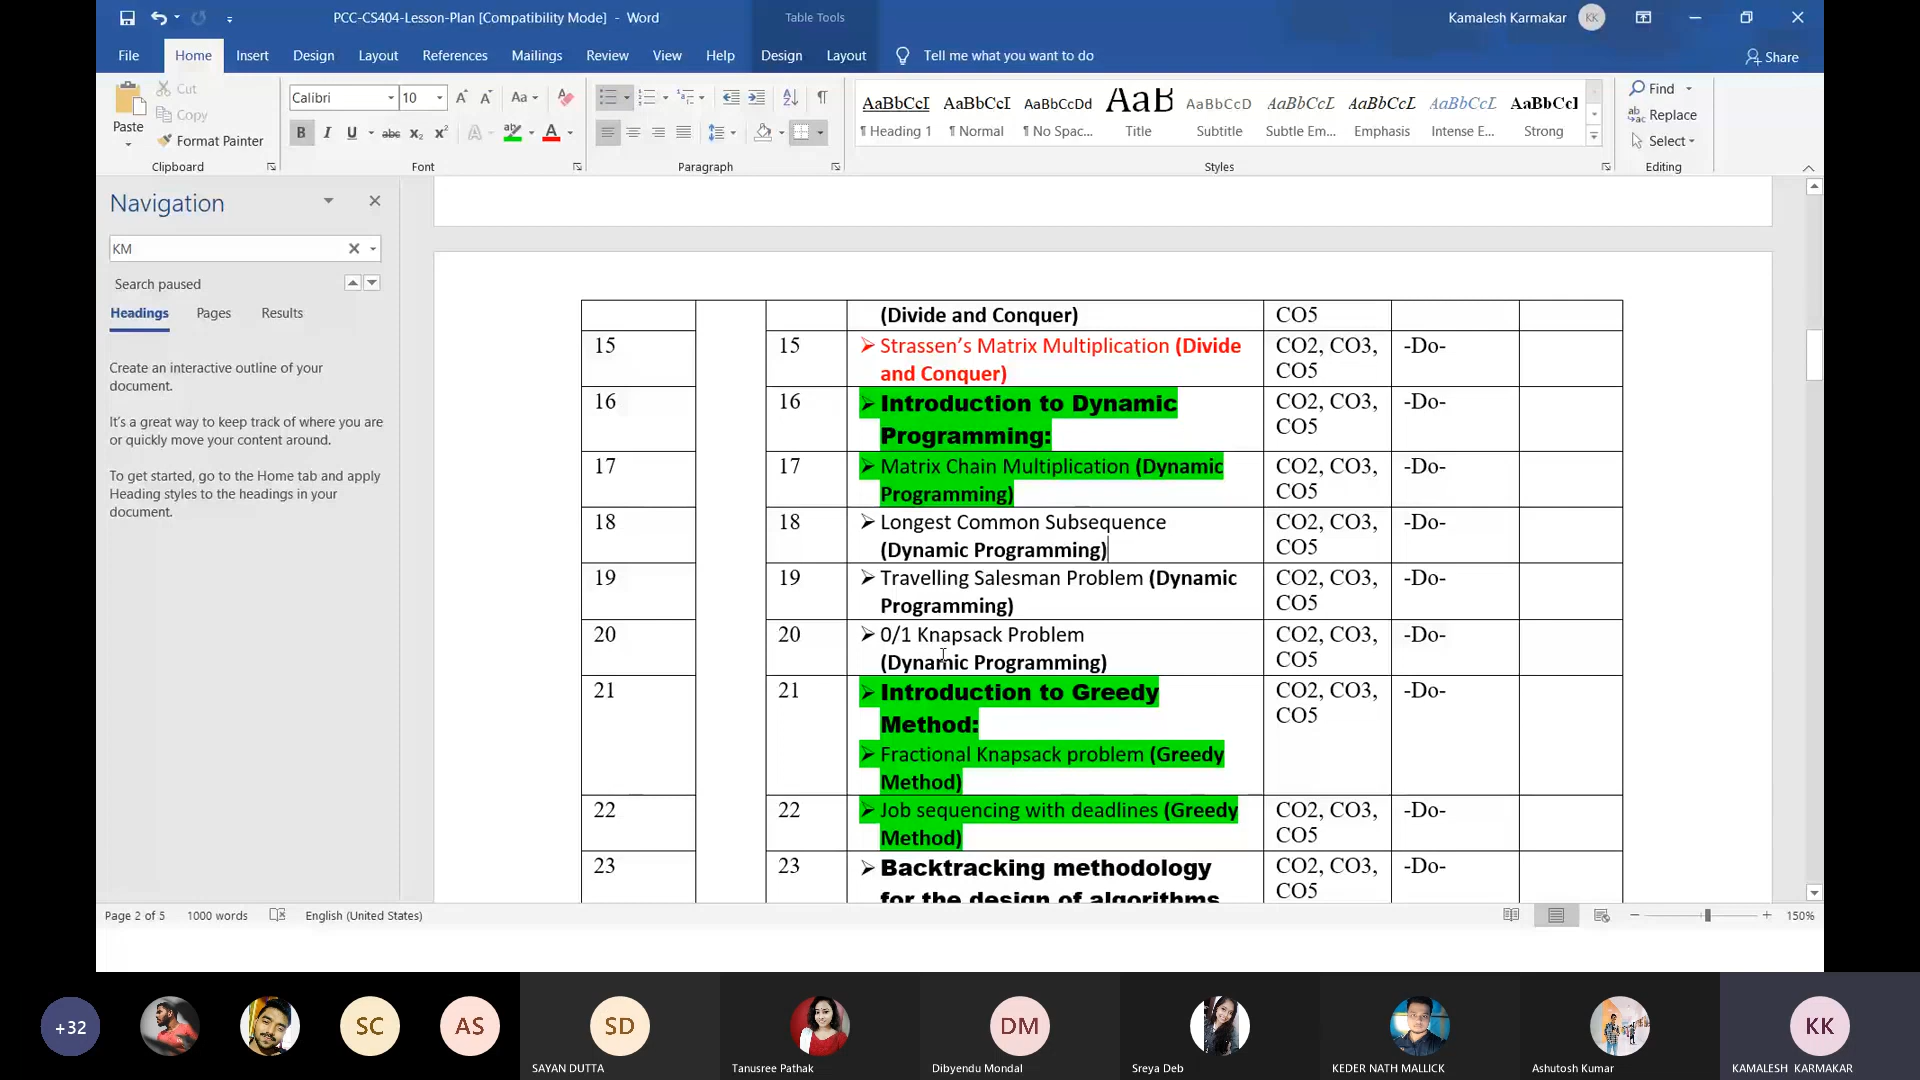 PCC-CS404-Lesson-Plan [Compatibility Mode] - Word
Table Tools
Kamalesh Karmakar
KK
File
Home
Insert
Design
Layout
References
Mailings
Review
View
Help
Design
Layout
Tell me what you want to do
Share
Paste
Cut
Copy
Format Painter
Clipboard
Calibri
10
Font
Paragraph
AaBbCcI
¶ Heading 1
AaBbCcI
¶ Normal
AaBbCcDd
¶ No Spac...
AaB
Title
AaBbCcD
Subtitle
AaBbCcL
Subtle Em...
AaBbCcL
Emphasis
AaBbCcL
Intense E...
AaBbCcI
Strong
Styles
Find
Replace
Select
Editing
Navigation
KM
Search paused
Headings
Pages
Results
Create an interactive outline of your
document.
It's a great way to keep track of where you are
or quickly move your content around.
To get started, go to the Home tab and apply
Heading styles to the headings in your
document.
(Divide and Conquer)
CO5
15
15
➢ Strassen's Matrix Multiplication (Divide
and Conquer)
CO2, CO3,
CO5
-Do-
16
16
➢ Introduction to Dynamic
Programming:
CO2, CO3,
CO5
-Do-
17
17
➢ Matrix Chain Multiplication (Dynamic
Programming)
CO2, CO3,
CO5
-Do-
18
18
➢ Longest Common Subsequence
(Dynamic Programming)
CO2, CO3,
CO5
-Do-
19
19
➢ Travelling Salesman Problem (Dynamic
Programming)
CO2, CO3,
CO5
-Do-
20
20
➢ 0/1 Knapsack Problem
(Dynamic Programming)
CO2, CO3,
CO5
-Do-
21
21
➢ Introduction to Greedy
Method:
➢ Fractional Knapsack problem (Greedy
Method)
CO2, CO3,
CO5
-Do-
22
22
➢ Job sequencing with deadlines (Greedy
Method)
CO2, CO3,
CO5
-Do-
23
23
➢ Backtracking methodology
for the design of algorithms
CO2, CO3,
CO5
-Do-
Page 2 of 5
1000 words
English (United States)
150%
+32
SC
AS
SD
SAYAN DUTTA
Tanusree Pathak
DM
Dibyendu Mondal
Sreya Deb
KEDER NATH MALLICK
Ashutosh Kumar
KK
KAMALESH KARMAKAR